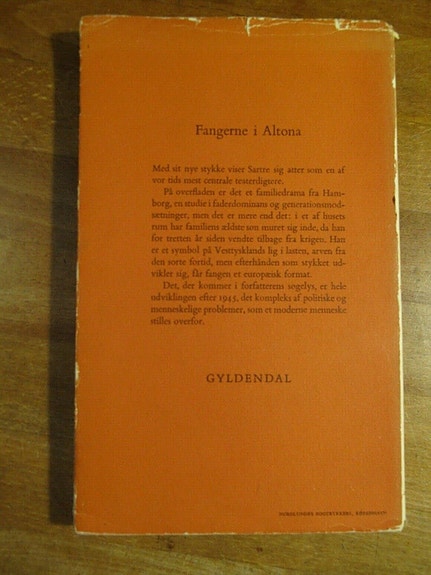 Fangerne i Altona
Med sit nye stykke viser Sartre sig atter som en af
vor tids mest centrale teaterdigtere.
På overfladen er det et familiedrama fra Ham-
borg, en studie i faderdominans og generationsmod-
sætninger, men det er mere end det: i et af husets
rum har familiens ældste søn muret sig inde, da han
for tretten år siden vendte tilbage fra krigen. Han
er et symbol på Vesttysklands lig i lasten, arven fra
den sorte fortid, men efterhånden som stykket ud-
vikler sig, får fangen et europæisk format.
Det, der kommer i forfatterens søgelys, er hele
udviklingen efter 1945, det kompleks af politiske og
menneskelige problemer, som et moderne menneske
stilles overfor.
GYLDENDAL
NORDLUNDES BOGTRYKKERI, KØBENHAVN